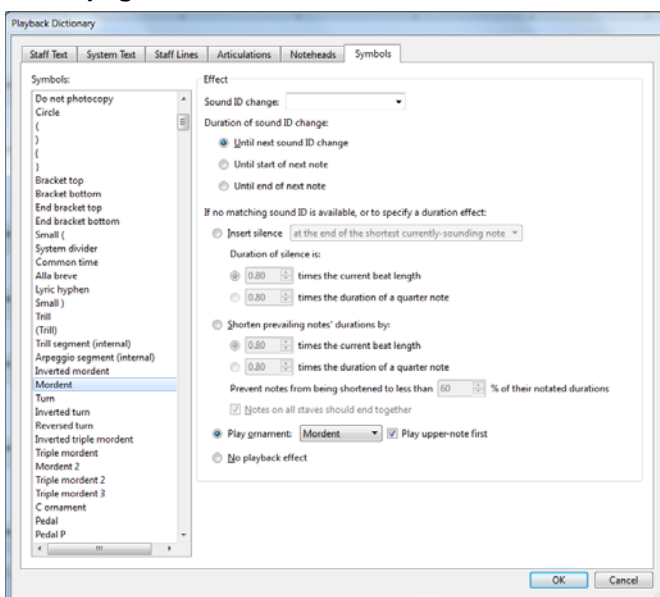 Playback Dictionary
Staff Text System Text Staff Lines Articulations Noteheads Symbols
Symbols:
Do not photocopy
Circle
(
)
(
)
Bracket top
Bracket bottom
End bracket top
End bracket bottom
Small (
System divider
Common time
Alla breve
Lyric hyphen
Small )
Trill
(Trill)
Trill segment (internal)
Arpeggio segment (internal)
Inverted mordent
Mordent
Turn
Inverted turn
Reversed turn
Inverted triple mordent
Triple mordent
Mordent 2
Triple mordent 2
Triple mordent 3
C ornament
Pedal
Pedal P
Effect
Sound ID change:
Duration of sound ID change:
Until next sound ID change
Until start of next note
Until end of next note
If no matching sound ID is available, or to specify a duration effect:
Insert silence at the end of the shortest currently-sounding note
Duration of silence is:
0.80 times the current beat length
0.80 times the duration of a quarter note
Shorten prevailing notes' durations by:
0.80 times the current beat length
0.80 times the duration of a quarter note
Prevent notes from being shortened to less than 60 % of their notated durations
Notes on all staves should end together
Play ornament: Mordent Play upper-note first
No playback effect
OK Cancel